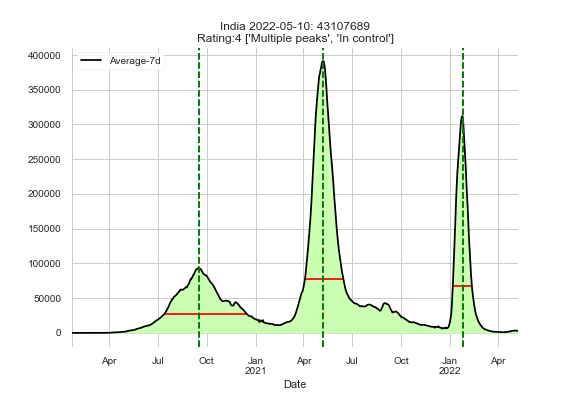 India 2022-05-10: 43107689
Rating:4 ['Multiple peaks', 'In control']
Average-7d
400000
350000
300000
250000
200000
150000
100000
50000
0
Apr Jul Oct Jan Apr Jul Oct Jan Apr
2021 2022
Date